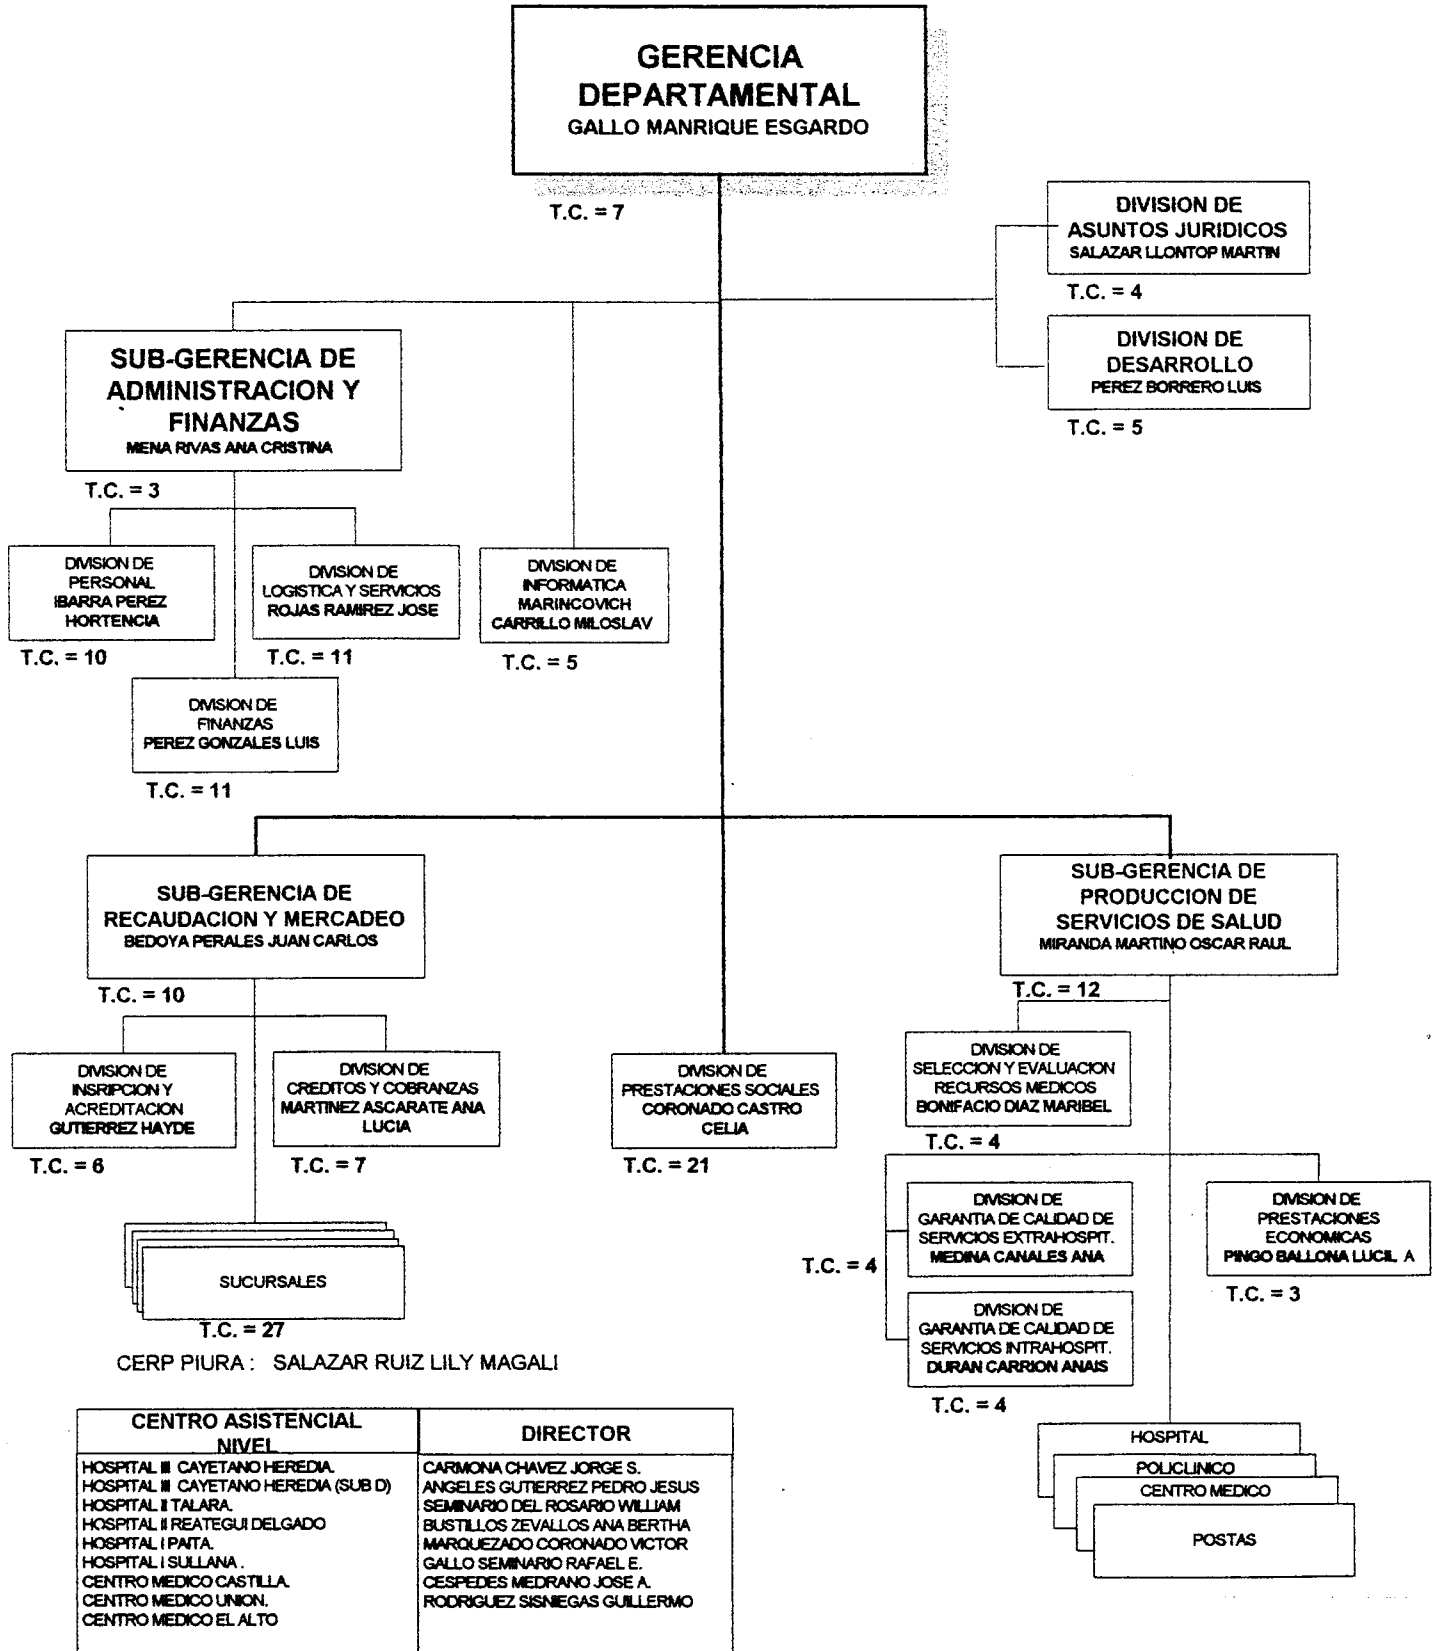 GERENCIA
DEPARTAMENTAL
GALLO MANRIQUE ESGARDO
T.C. = 7
DIVISION DE
ASUNTOS JURIDICOS
SALAZAR LLONTOP MARTIN
T.C. = 4
DIVISION DE
DESARROLLO
PEREZ BORRERO LUIS
T.C. = 5
SUB-GERENCIA DE
ADMINISTRACION Y
FINANZAS
MENA RIVAS ANA CRISTINA
T.C. = 3
DIVISION DE
PERSONAL
IBARRA PEREZ
HORTENCIA
T.C. = 10
DIVISION DE
LOGISTICA Y SERVICIOS
ROJAS RAMIREZ JOSE
T.C. = 11
DIVISION DE
INFORMATICA
MARINCOVICH
CARRILLO MILOSLAV
T.C. = 5
DIVISION DE
FINANZAS
PEREZ GONZALES LUIS
T.C. = 11
SUB-GERENCIA DE
RECAUDACION Y MERCADEO
BEDOYA PERALES JUAN CARLOS
T.C. = 10
SUB-GERENCIA DE
PRODUCCION DE
SERVICIOS DE SALUD
MIRANDA MARTINO OSCAR RAUL
T.C. = 12
DIVISION DE
INSRIPCION Y
ACREDITACION
GUTIERREZ HAYDE
T.C. = 6
DIVISION DE
CREDITOS Y COBRANZAS
MARTINEZ ASCARATE ANA
LUCIA
T.C. = 7
DIVISION DE
PRESTACIONES SOCIALES
CORONADO CASTRO
CELIA
T.C. = 21
DIVISION DE
SELECCION Y EVALUACION
RECURSOS MEDICOS
BONIFACIO DIAZ MARIBEL
T.C. = 4
DIVISION DE
GARANTIA DE CALIDAD DE
SERVICIOS EXTRAHOSPIT.
MEDINA CANALES ANA
T.C. = 4
DIVISION DE
PRESTACIONES
ECONOMICAS
PINGO BALLONA LUCIL A
T.C. = 3
DIVISION DE
GARANTIA DE CALIDAD DE
SERVICIOS INTRAHOSPIT.
DURAN CARRION ANAIS
T.C. = 4
SUCURSALES
T.C. = 27
CERP PIURA : SALAZAR RUIZ LILY MAGALI
HOSPITAL
POLICLINICO
CENTRO MEDICO
POSTAS
CENTRO ASISTENCIAL
NIVEL
DIRECTOR
HOSPITAL III CAYETANO HEREDIA. CARMONA CHAVEZ JORGE S.
HOSPITAL III CAYETANO HEREDIA (SUB D) ANGELES GUTIERREZ PEDRO JESUS
HOSPITAL II TALARA. SEMINARIO DEL ROSARIO WILLIAM
HOSPITAL II REATEGUI DELGADO BUSTILLOS ZEVALLOS ANA BERTHA
HOSPITAL I PAITA. MARQUEZADO CORONADO VICTOR
HOSPITAL I SULLANA . GALLO SEMINARIO RAFAEL E.
CENTRO MEDICO CASTILLA. CESPEDES MEDRANO JOSE A.
CENTRO MEDICO UNION. RODRIGUEZ SISNIEGAS GUILLERMO
CENTRO MEDICO EL ALTO